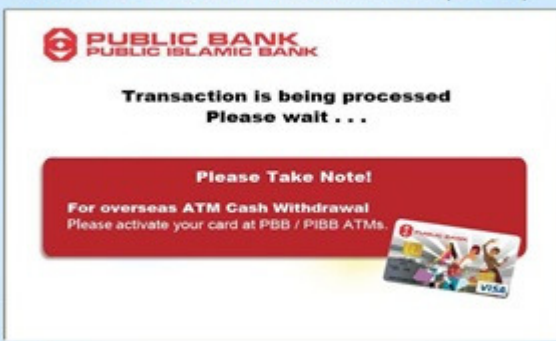 PUBLIC BANK
PUBLIC ISLAMIC BANK
Transaction is being processed
Please wait . . .
Please Take Note!
For overseas ATM Cash Withdrawal
Please activate your card at PBB / PIBB ATMs.
PUBLIC BANK
VISA